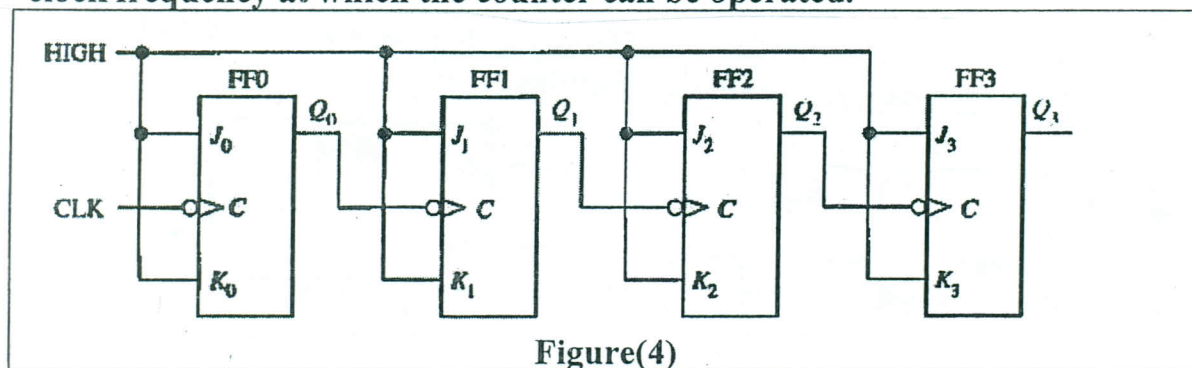 clock frequency at which the counter can be operated.
HIGH
FF0 FF1 FF2 FF3
Q₀ Q₁ Q₂ Q₃
J₀ J₁ J₂ J₃
CLK C C C C
K₀ K₁ K₂ K₃
Figure(4)